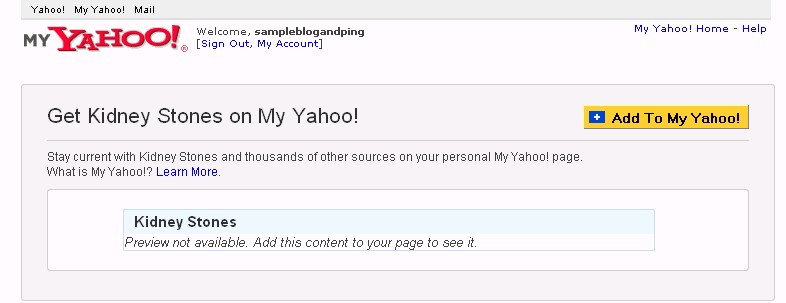 Yahoo! My Yahoo! Mail
MY YAHOO!® Welcome, sampleblogandping
[Sign Out, My Account]
My Yahoo! Home - Help
Get Kidney Stones on My Yahoo!
Add To My Yahoo!
Stay current with Kidney Stones and thousands of other sources on your personal My Yahoo! page.
What is My Yahoo!? Learn More.
Kidney Stones
Preview not available. Add this content to your page to see it.